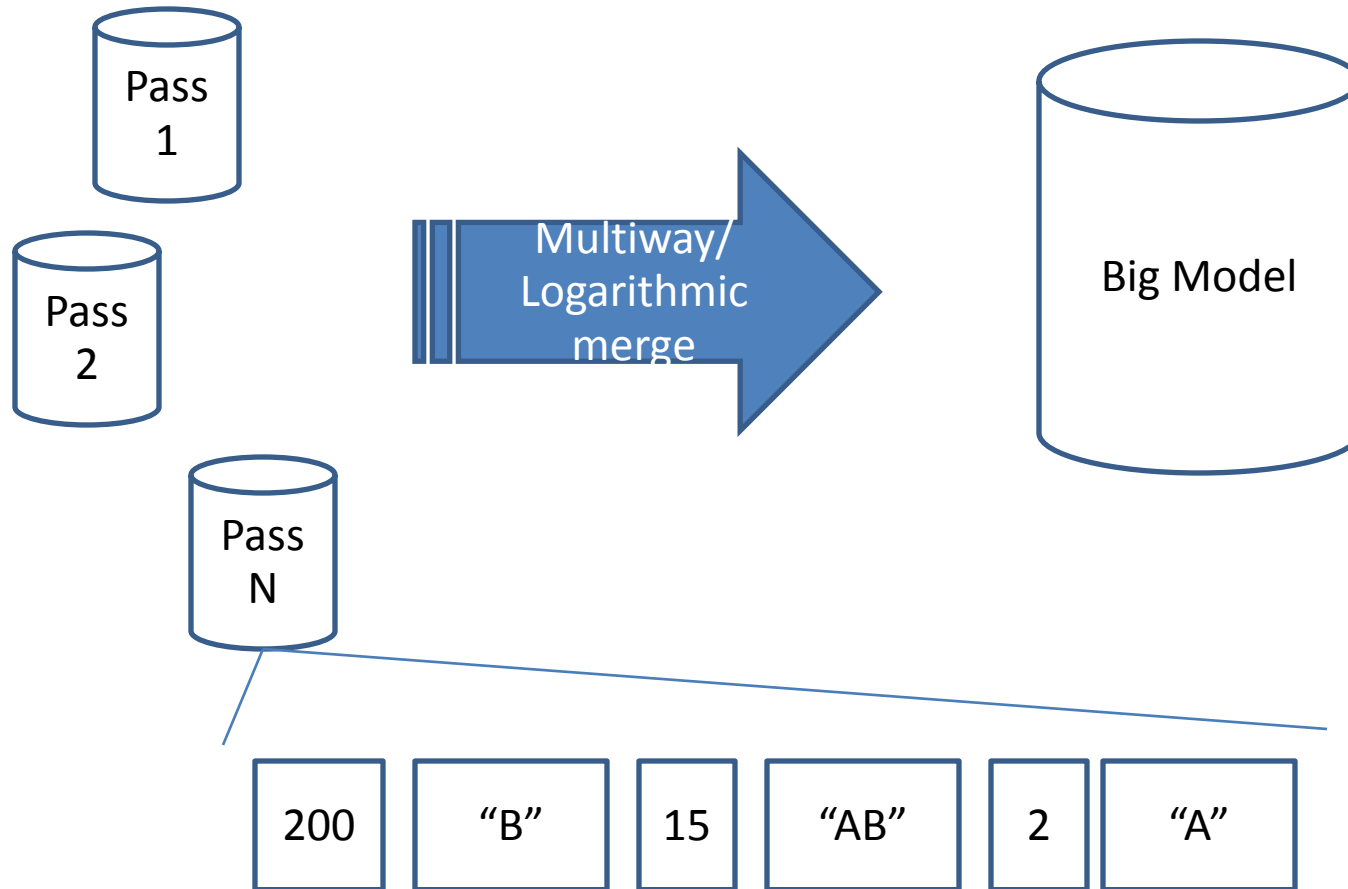 Pass
1
Pass
2
Pass
N
Multiway/
Logarithmic
merge
Big Model
200
“B”
15
“AB”
2
“A”